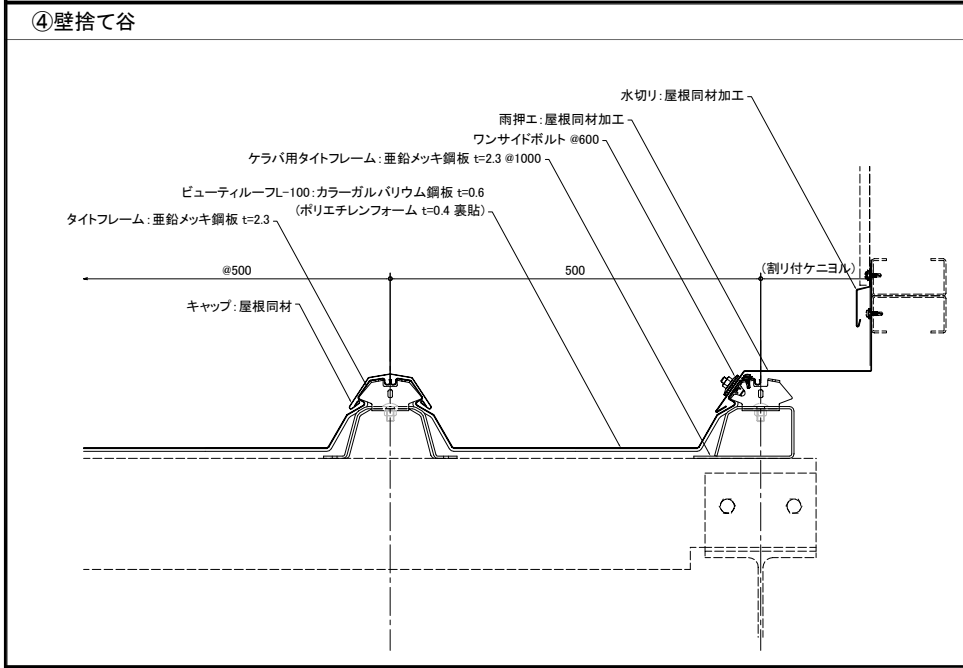 ④壁捨て谷
水切リ:屋根同材加工
雨押エ:屋根同材加工
ワンサイドボルト @600
ケラバ用タイトフレーム:亜鉛メッキ鋼板 t=2.3 @1000
ビューティルーフL-100:カラーガルバリウム鋼板 t=0.6
(ポリエチレンフォーム t=0.4 裏貼)
タイトフレーム:亜鉛メッキ鋼板 t=2.3
@500
500
(割リ付ケニヨル)
キャップ:屋根同材